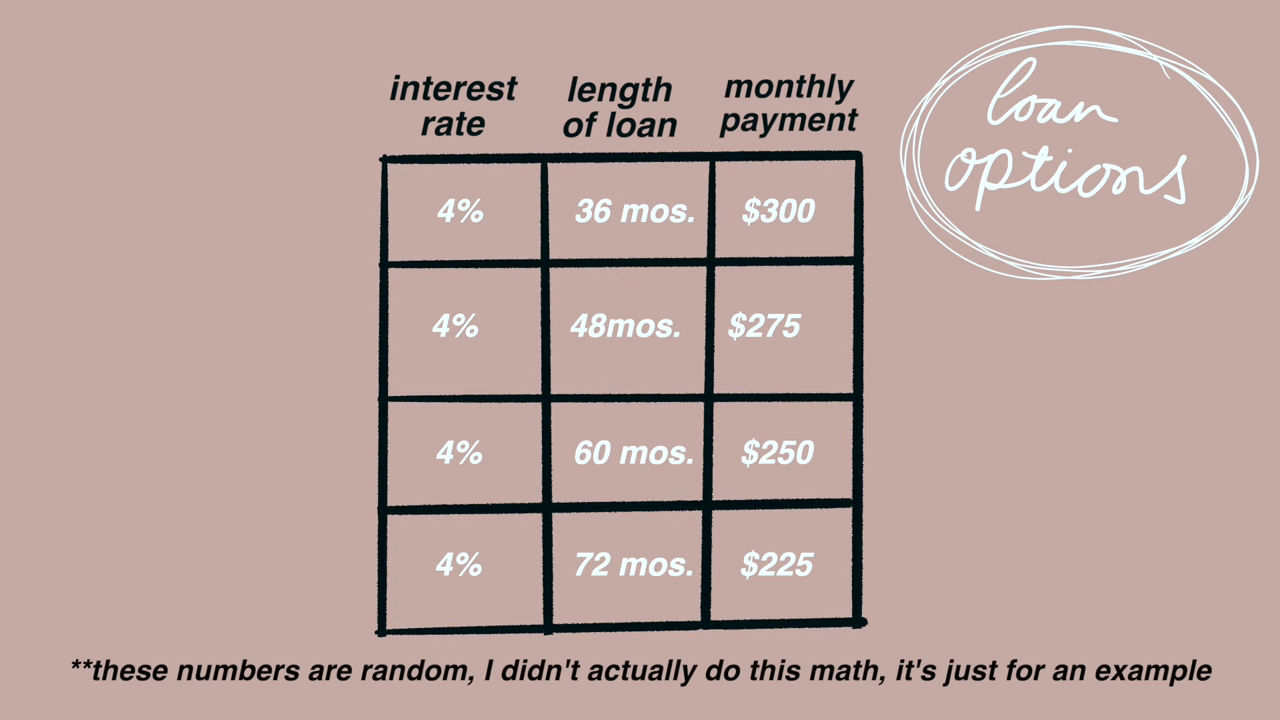 loan
options
interest
rate
length
of loan
monthly
payment
4%
36 mos.
$300
4%
48mos.
$275
4%
60 mos.
$250
4%
72 mos.
$225
**these numbers are random, I didn't actually do this math, it's just for an example